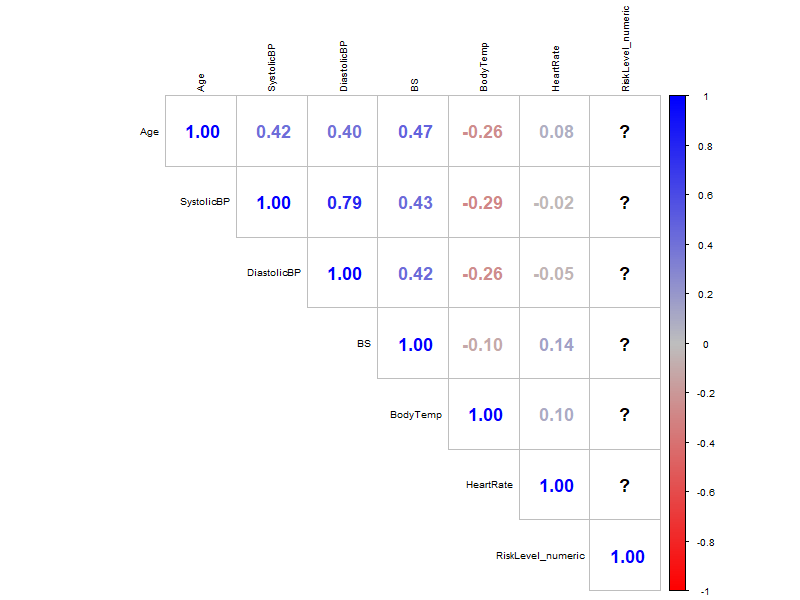 Age
SystolicBP
DiastolicBP
BS
BodyTemp
HeartRate
RiskLevel_numeric
Age 1.00 0.42 0.40 0.47 -0.26 0.08 ?
SystolicBP 1.00 0.79 0.43 -0.29 -0.02 ?
DiastolicBP 1.00 0.42 -0.26 -0.05 ?
BS 1.00 -0.10 0.14 ?
BodyTemp 1.00 0.10 ?
HeartRate 1.00 ?
RiskLevel_numeric 1.00
1
0.8
0.6
0.4
0.2
0
-0.2
-0.4
-0.6
-0.8
-1